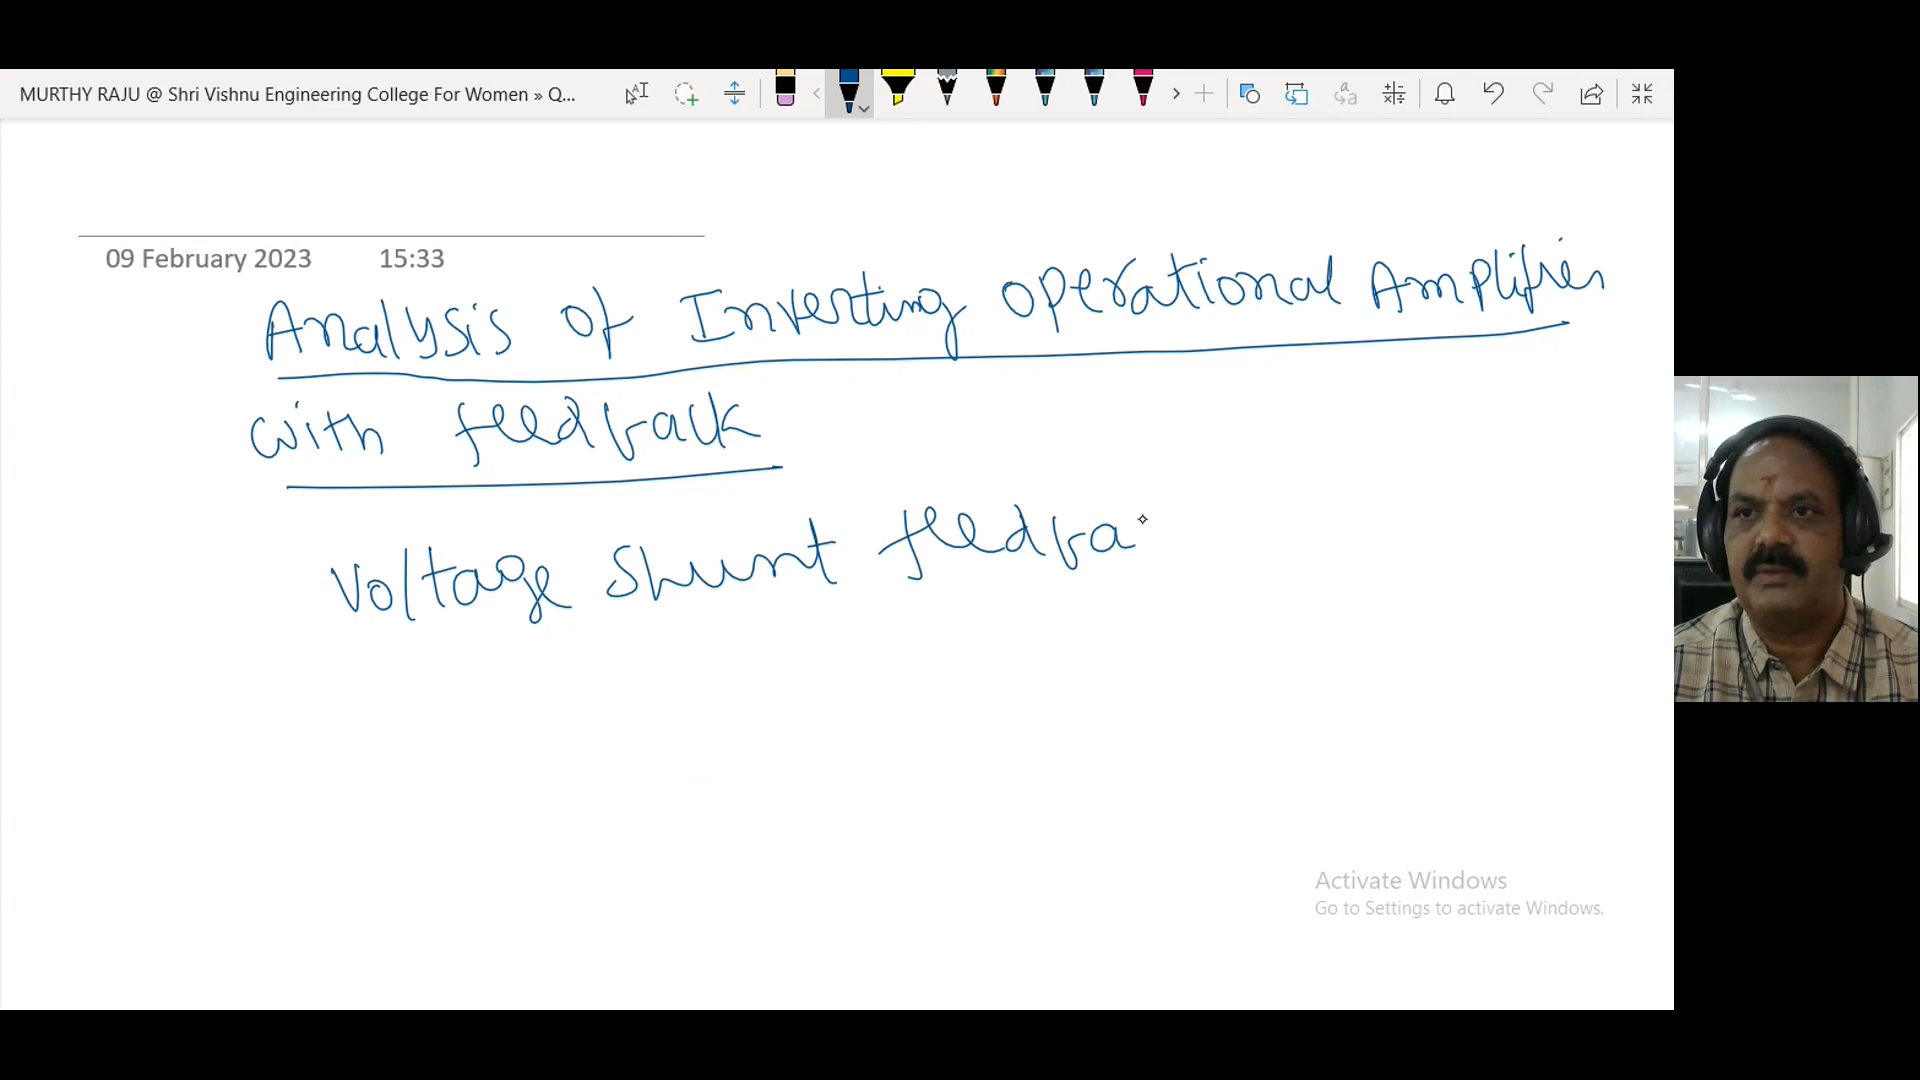 MURTHY RAJU @ Shri Vishnu Engineering College For Women » Q...
09 February 2023 15:33
Analysis of Inverting operational Amplifier
with feedback
Voltage Shunt feedba
Activate Windows
Go to Settings to activate Windows.